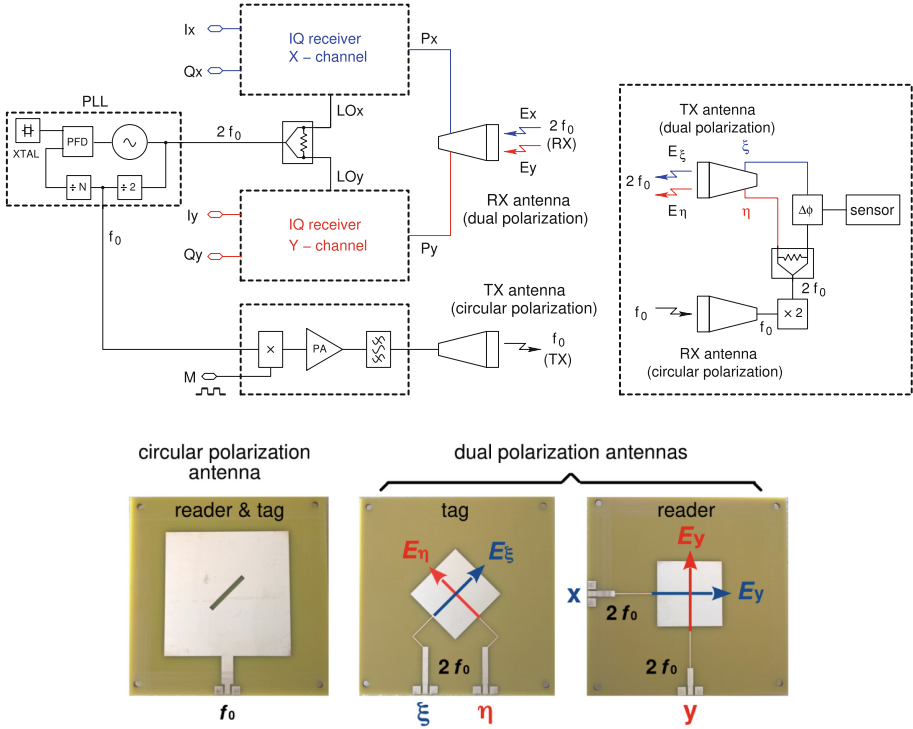 Ix
Qx
IQ receiver
X – channel
Px
PLL
XTAL
PFD
÷ N
÷ 2
2 f0
LOx
LOy
Ex
2 f0
(RX)
Ey
RX antenna
(dual polarization)
f0
Iy
Qy
IQ receiver
Y – channel
Py
TX antenna
(circular polarization)
×
PA
f0
(TX)
M
TX antenna
(dual polarization)
Eξ
ξ
2 f0
Eη
η
Δϕ
sensor
2 f0
f0
f0
× 2
RX antenna
(circular polarization)
circular polarization
antenna
dual polarization antennas
reader & tag
f0
tag
Eη
Eξ
2 f0
ξ
η
reader
Ey
Ey
x
2 f0
2 f0
y